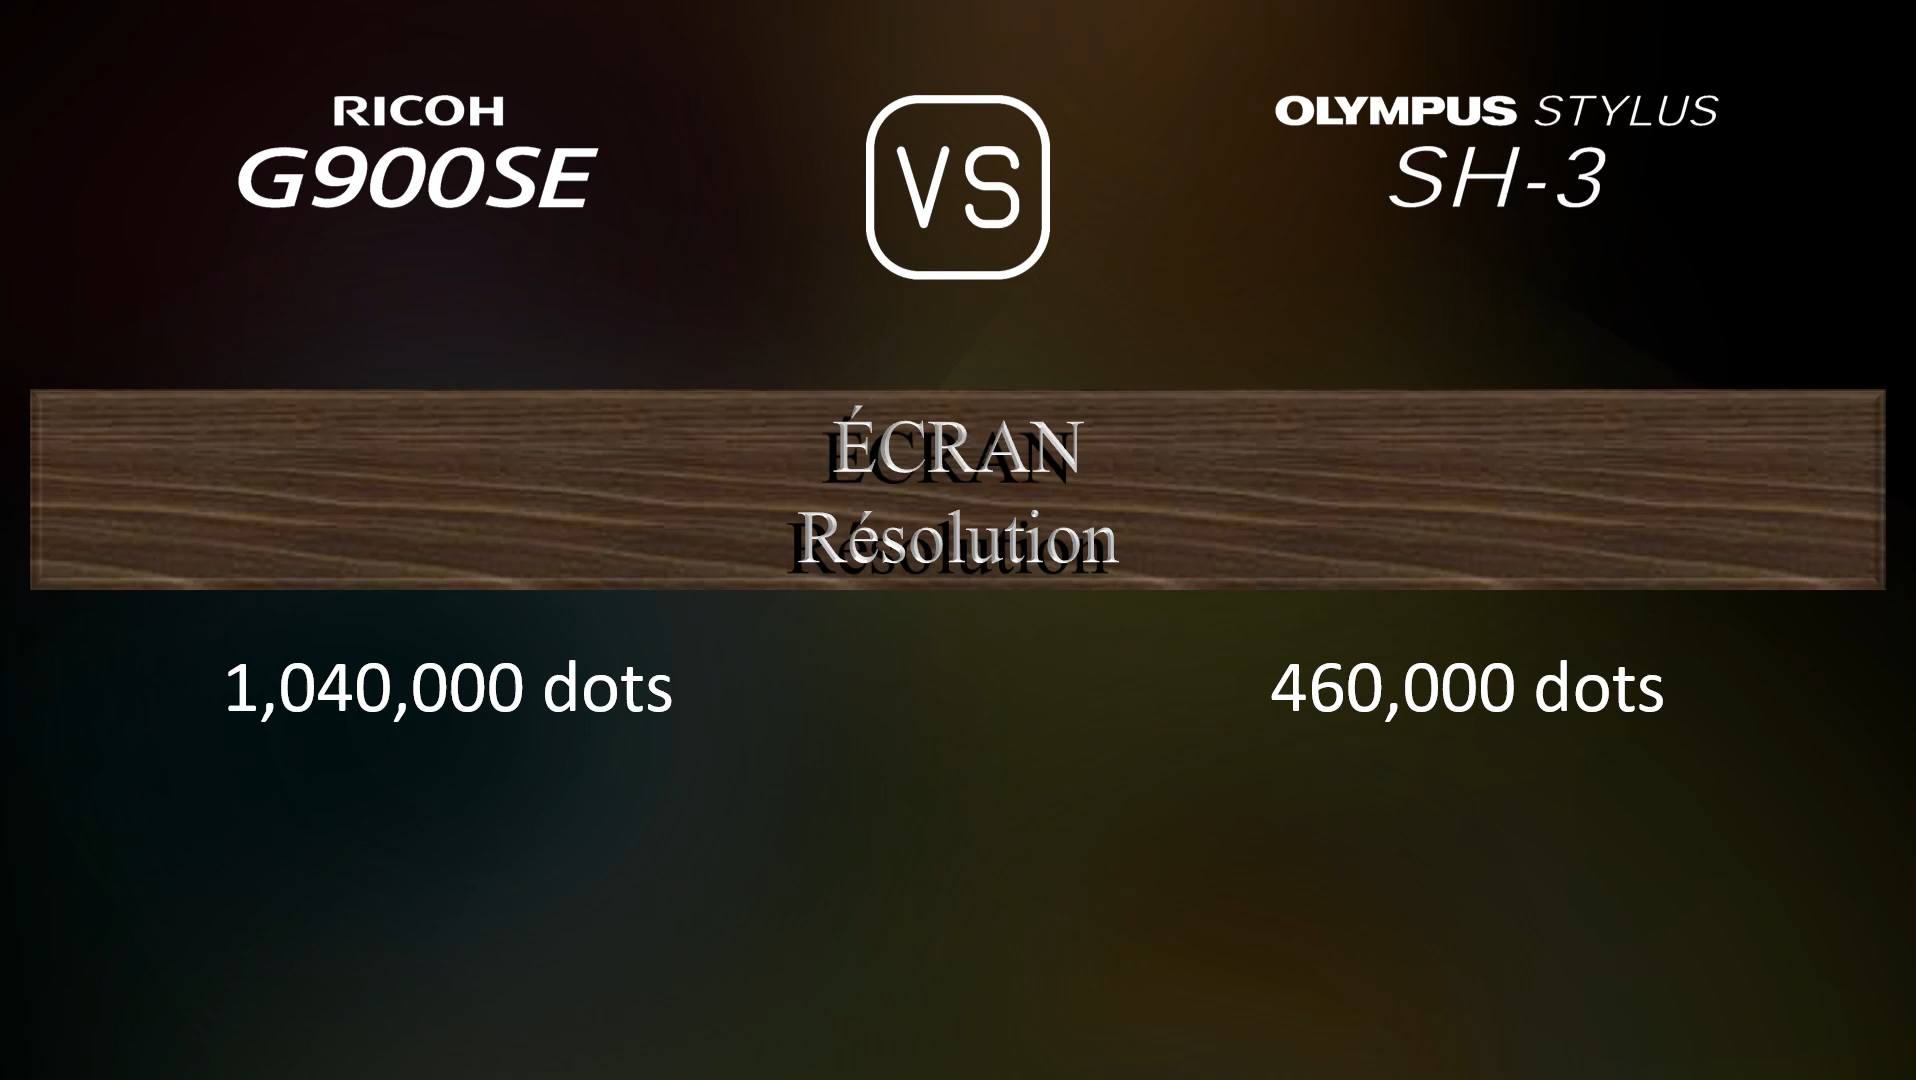 RICOH
G900SE
VS
OLYMPUS STYLUS
SH-3
ÉCRAN
Résolution
1,040,000 dots
460,000 dots